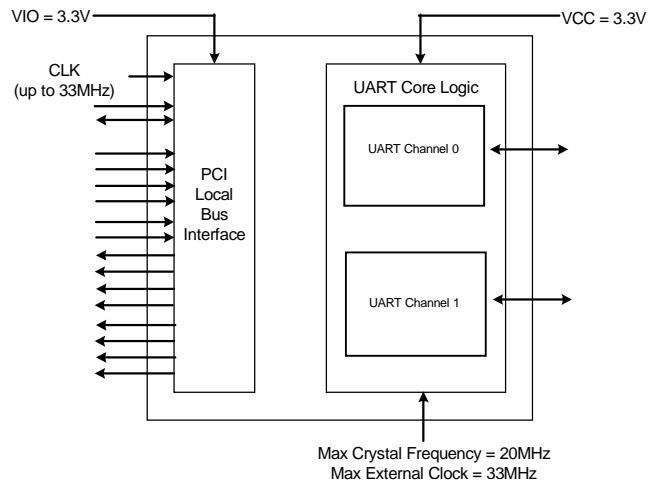 VIO = 3.3V
VCC = 3.3V
CLK
(up to 33MHz)
PCI
Local
Bus
Interface
UART Core Logic
UART Channel 0
UART Channel 1
Max Crystal Frequency = 20MHz
Max External Clock = 33MHz